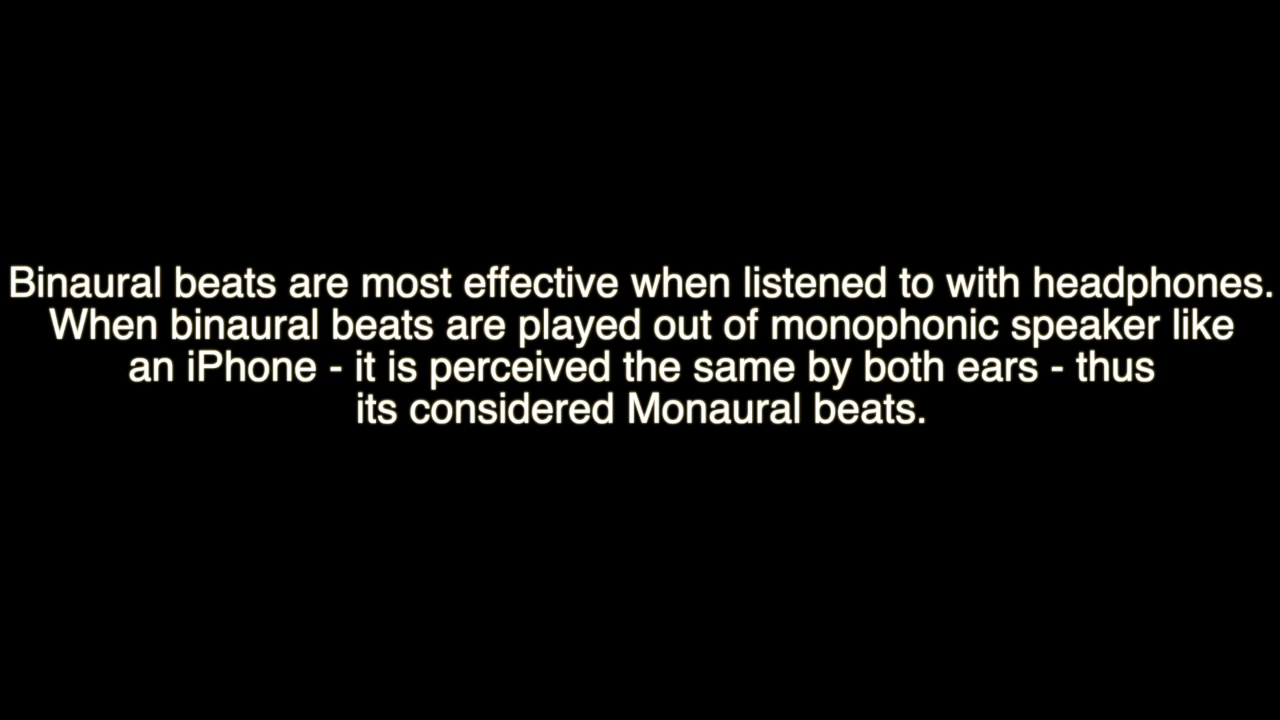 Binaural beats are most effective when listened to with headphones.
When binaural beats are played out of monophonic speaker like
an iPhone - it is perceived the same by both ears - thus
its considered Monaural beats.